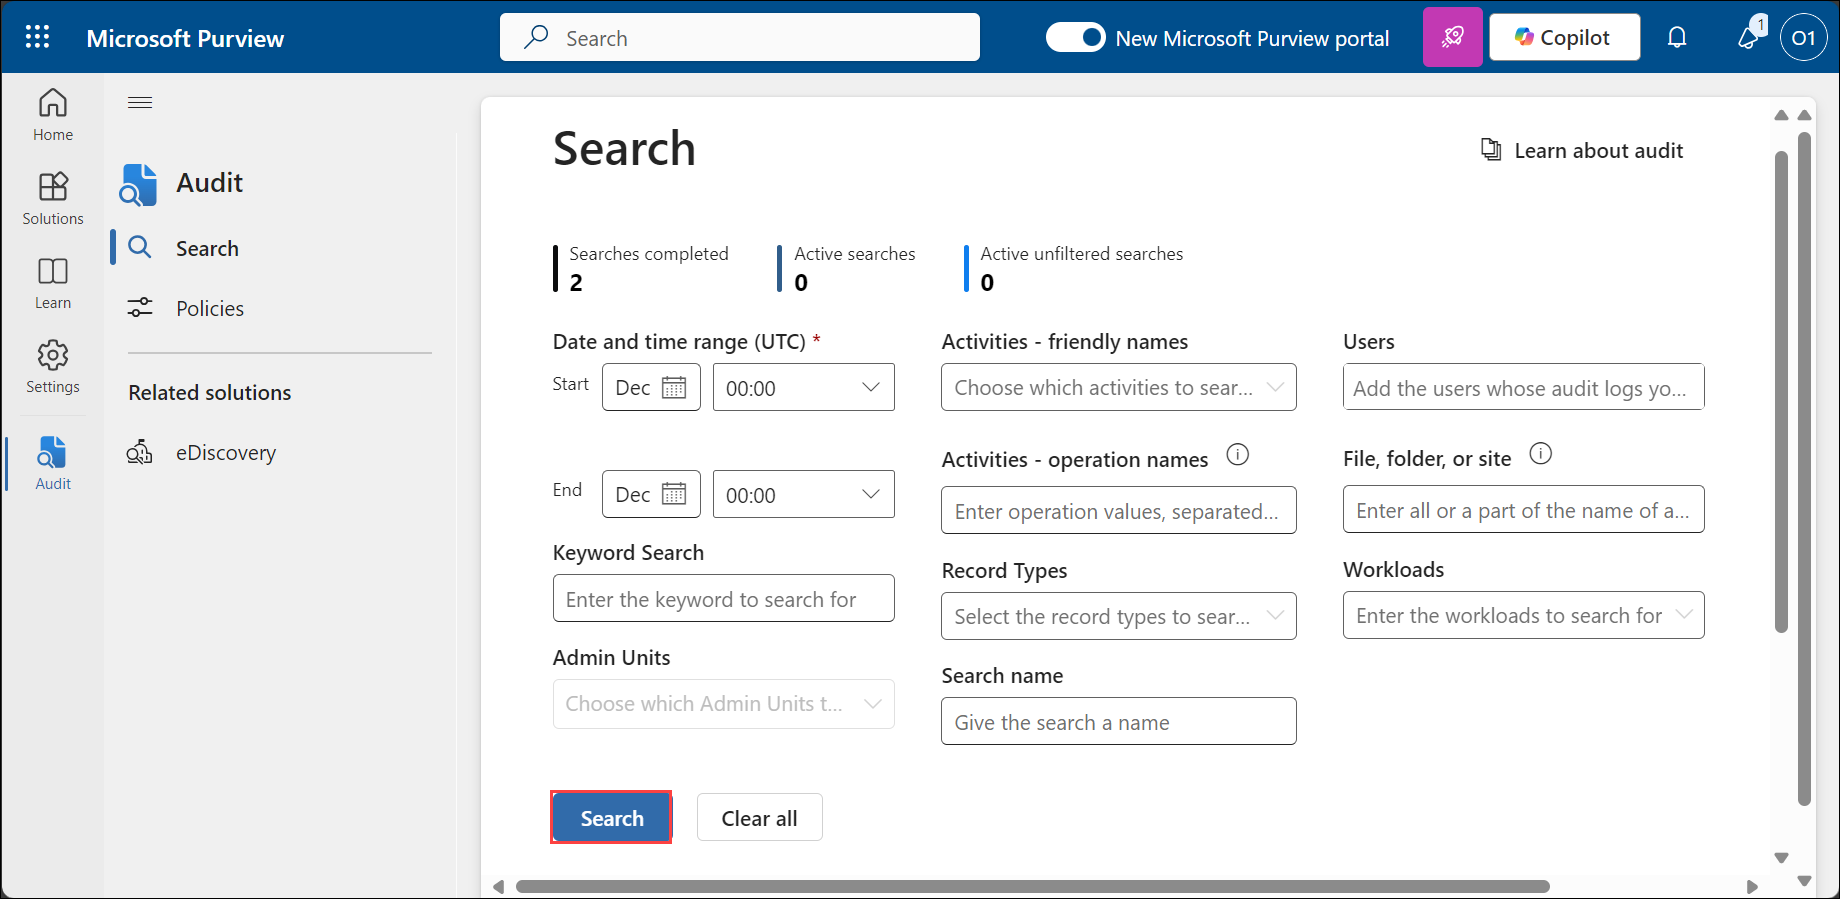 Microsoft Purview
Search
New Microsoft Purview portal
Copilot
1
O1
Home
Solutions
Learn
Settings
Audit
Audit
Search
Policies
Related solutions
eDiscovery
Search
Learn about audit
Searches completed
2
Active searches
0
Active unfiltered searches
0
Date and time range (UTC) *
Start
Dec
00:00
End
Dec
00:00
Keyword Search
Enter the keyword to search for
Admin Units
Choose which Admin Units t...
Activities - friendly names
Choose which activities to sear...
Activities - operation names
Enter operation values, separated...
Record Types
Select the record types to sear...
Search name
Give the search a name
Users
Add the users whose audit logs yo...
File, folder, or site
Enter all or a part of the name of a...
Workloads
Enter the workloads to search for
Search
Clear all